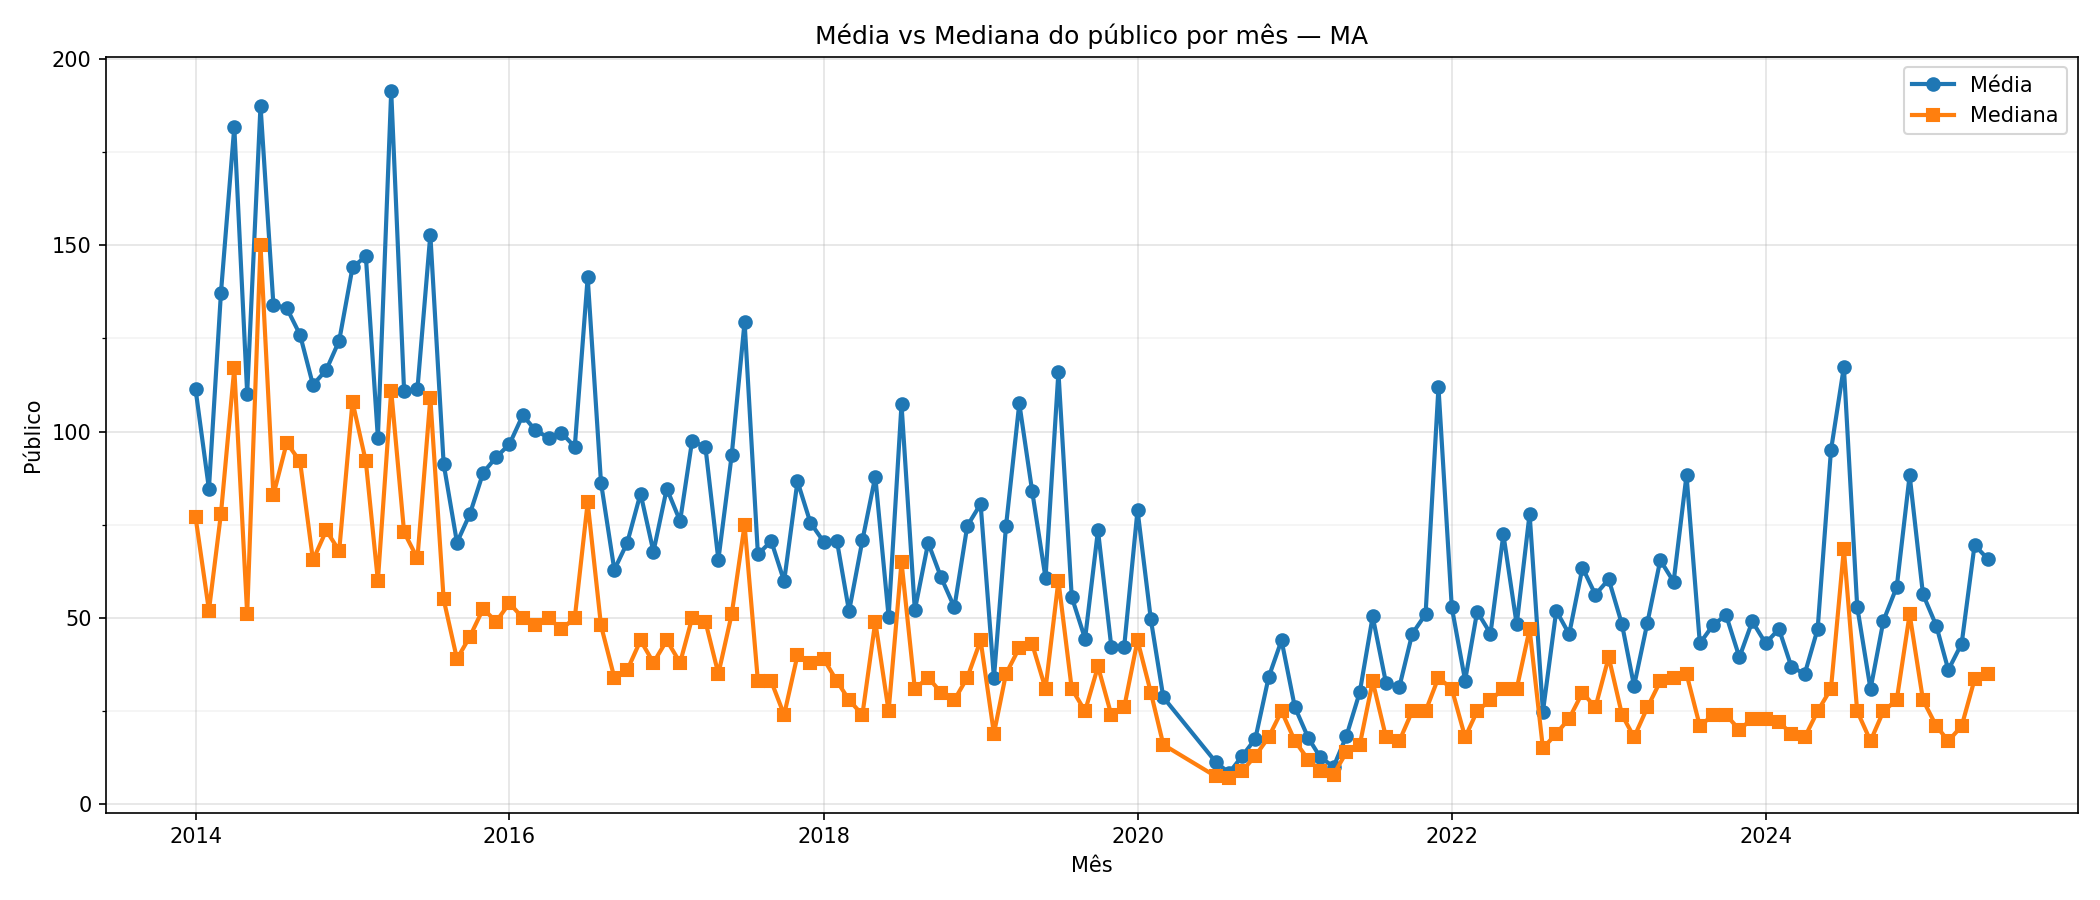 Média vs Mediana do público por mês — MA
Média
Mediana
Público
200
150
100
50
0
2014
2016
2018
2020
2022
2024
Mês